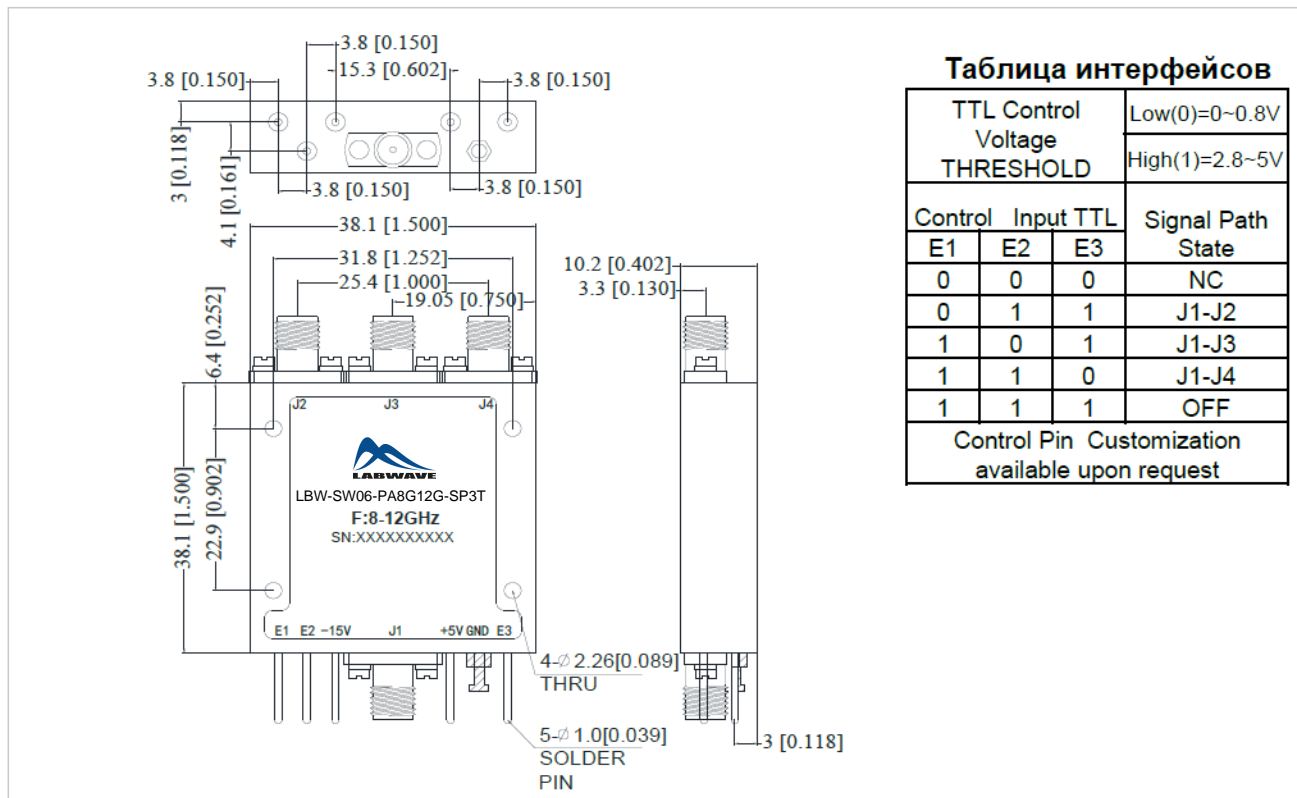 3.8 [0.150]
15.3 [0.602]
3.8 [0.150]
3.8 [0.150]
3 [0.118]
4.1 [0.161]
3.8 [0.150]
3.8 [0.150]
38.1 [1.500]
31.8 [1.252]
25.4 [1.000]
19.05 [0.750]
10.2 [0.402]
3.3 [0.130]
6.4 [0.252]
38.1 [1.500]
22.9 [0.902]
J2 J3 J4
LABWAVE
LBW-SW06-PA8G12G-SP3T
F:8-12GHz
SN:XXXXXXXXXX
E1 E2 -15V J1 +5V GND E3
4-∅ 2.26[0.089]
THRU
5-∅ 1.0[0.039]
SOLDER
PIN
3 [0.118]
Таблица интерфейсов
TTL Control
Voltage
THRESHOLD
Low(0)=0~0.8V
High(1)=2.8~5V
Control Input TTL
Signal Path
State
E1 E2 E3
0 0 0 NC
0 1 1 J1-J2
1 0 1 J1-J3
1 1 0 J1-J4
1 1 1 OFF
Control Pin Customization
available upon request